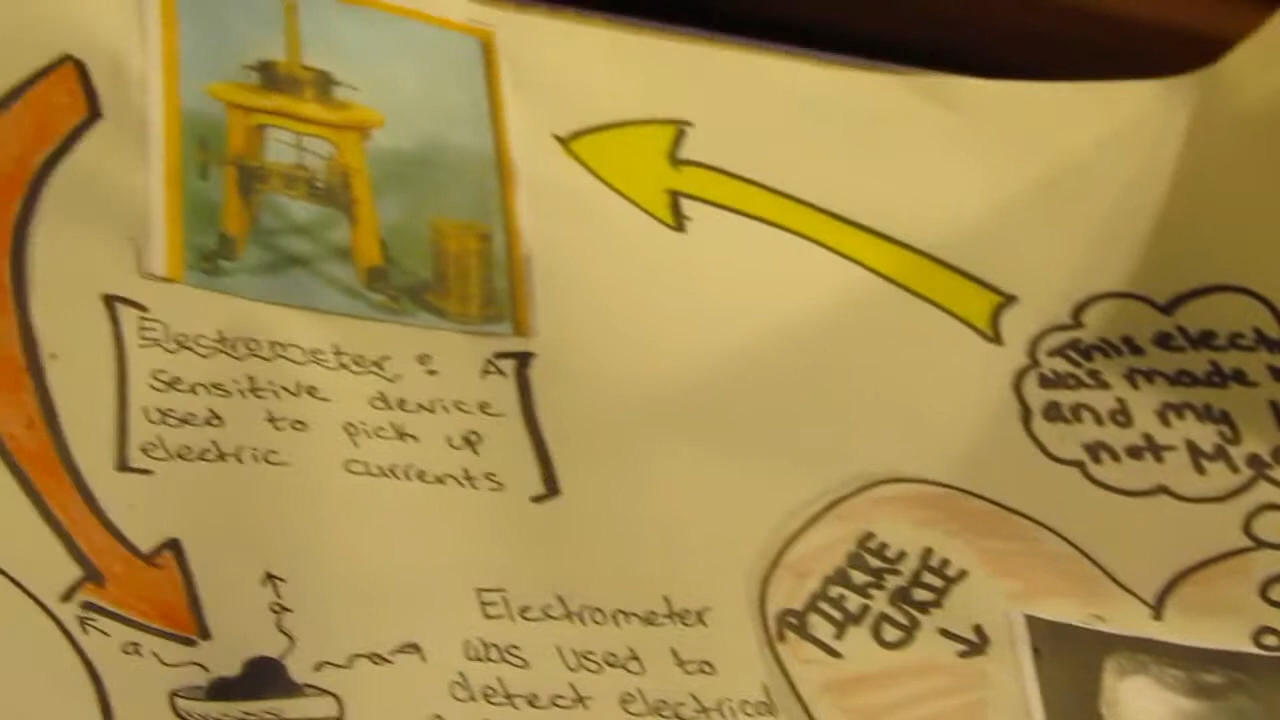 Electrometer : A
sensitive device
used to pick up
electric currents
This elect
was made
and my
not Ma
PIERRE
CURIE
Electrometer
was used to
detect electrical